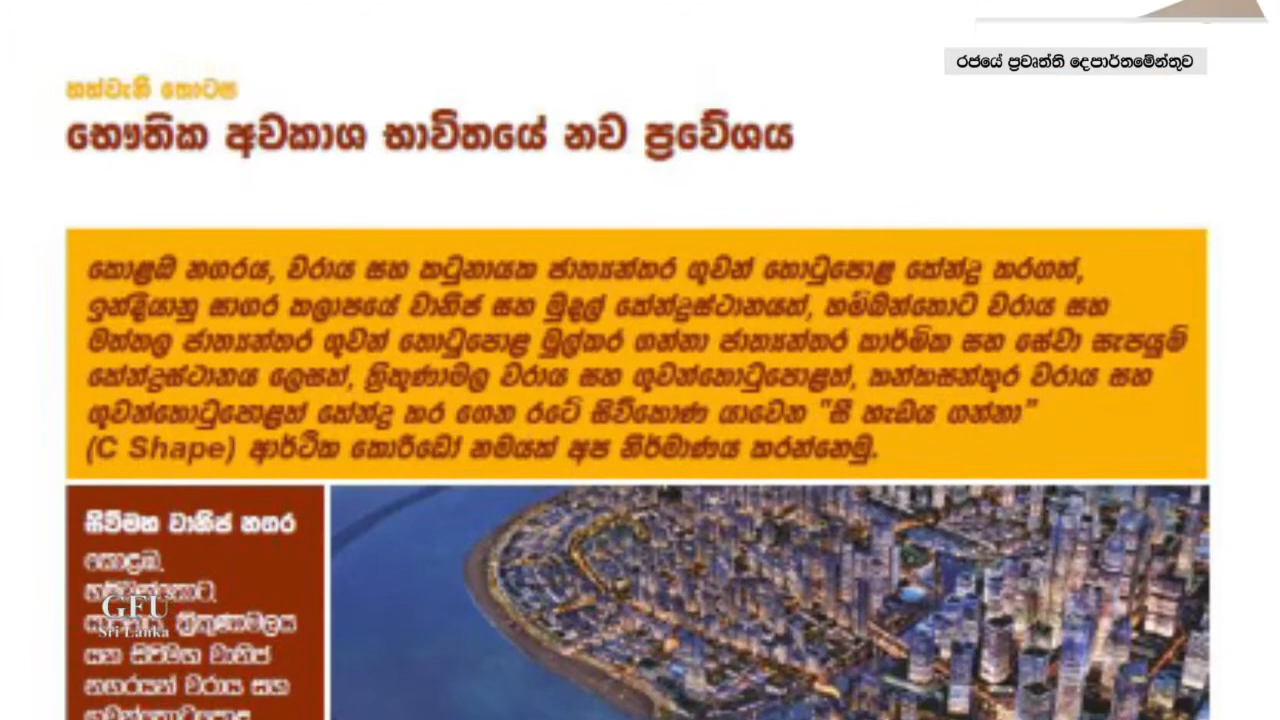 රජයේ ප්‍රවෘත්ති දෙපාර්තමේන්තුව
හත්වැනි කොටස
භෞතික අවකාශ භාවිතයේ නව ප්‍රවේශය
කොළඹ නගරය, වරාය සහ කටුනායක ජාත්‍යන්තර ගුවන් තොටුපොළ කේන්ද්‍ර කරගත්,
ඉන්දියානු සාගර කලාපයේ වාණිජ සහ මුදල් කේන්ද්‍රස්ථානයත්, හම්බන්තොට වරාය සහ
මත්තල ජාත්‍යන්තර ගුවන් තොටුපොළ මුල්කර ගන්නා ජාත්‍යන්තර කාර්මික සහ සේවා සැපයුම්
කේන්ද්‍රස්ථානය ලෙසත්, ත්‍රිකුණාමල වරාය සහ ගුවන්තොටුපොළත්, කන්කසන්තුර වරාය සහ
ගුවන්තොටුපොළත් කේන්ද්‍ර කර ගෙන රටේ සිව්කොණ යාවෙන "සී හැඩය ගන්නා"
(C Shape) ආර්ථික කොරිඩෝ නමයක් අප නිර්මාණය කරන්නෙමු.
සිව්මහ වාණිජ නගර
කොළඹ,
හම්බන්තොට,
ත්‍රිකුණාමලය
සහ සිව්මහ වාණිජ
නගරයන් වරාය සහ
ගුවන්තොටුපොළ
GFU
Sri Lanka